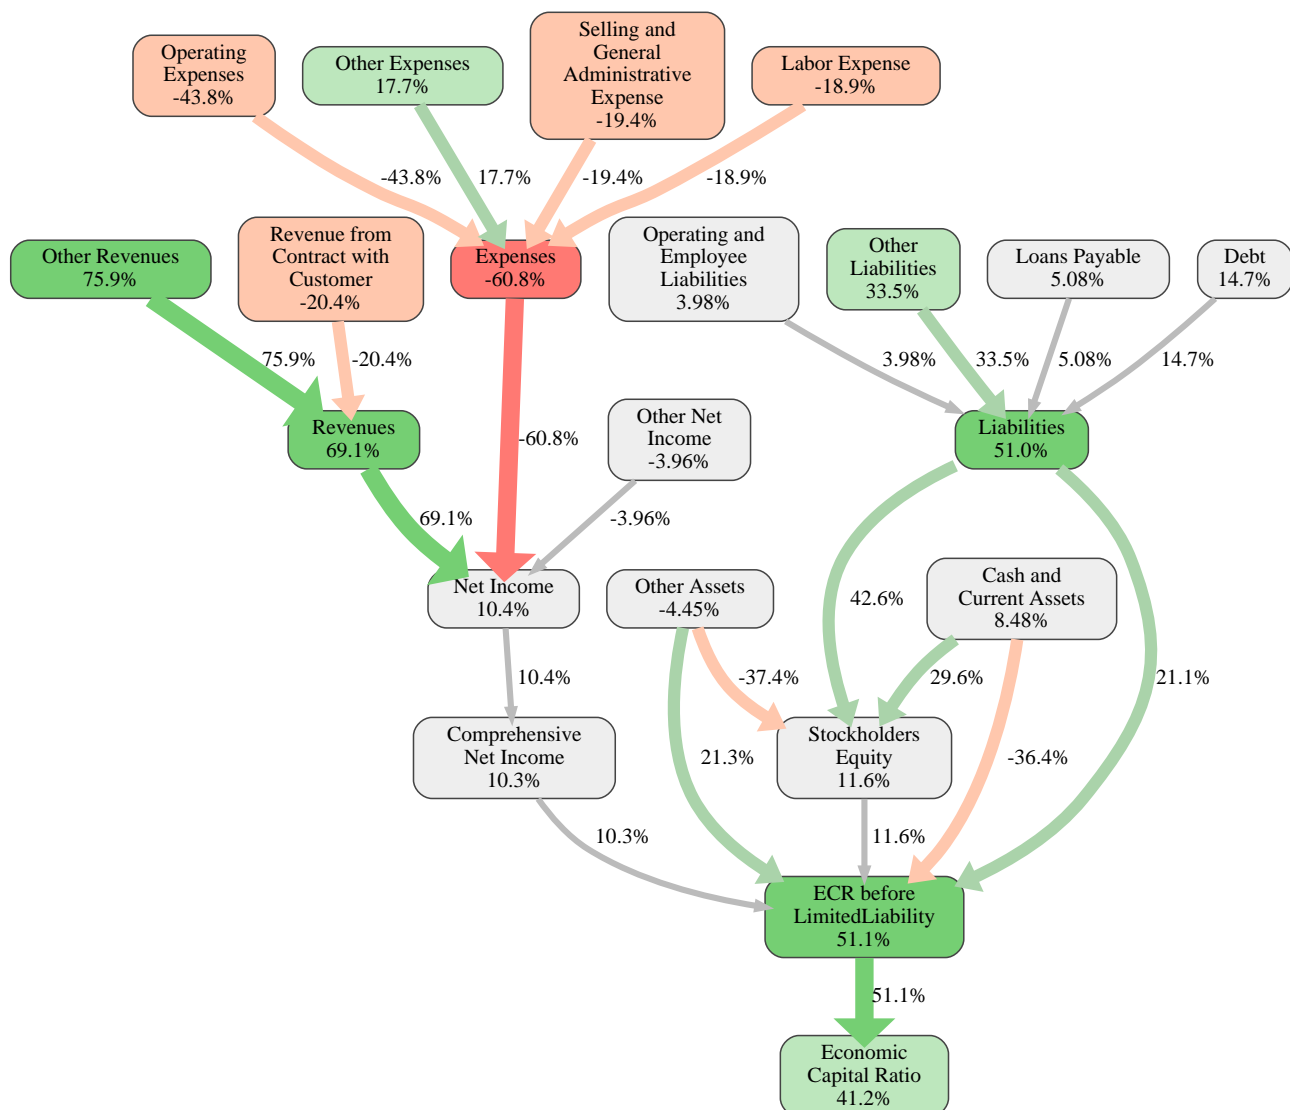 Operating
Expenses
-43.8%
Other Expenses
17.7%
Selling and
General
Administrative
Expense
-19.4%
Labor Expense
-18.9%
-43.8%
17.7%
-19.4%
-18.9%
Other Revenues
75.9%
Revenue from
Contract with
Customer
-20.4%
Expenses
-60.8%
Operating and
Employee
Liabilities
3.98%
Other
Liabilities
33.5%
Loans Payable
5.08%
Debt
14.7%
75.9%
-20.4%
3.98%
33.5%
5.08%
14.7%
Revenues
69.1%
-60.8%
Other Net
Income
-3.96%
Liabilities
51.0%
69.1%
-3.96%
Net Income
10.4%
Other Assets
-4.45%
42.6%
Cash and
Current Assets
8.48%
10.4%
-37.4%
29.6%
21.1%
Comprehensive
Net Income
10.3%
21.3%
Stockholders
Equity
11.6%
-36.4%
10.3%
11.6%
ECR before
LimitedLiability
51.1%
51.1%
Economic
Capital Ratio
41.2%